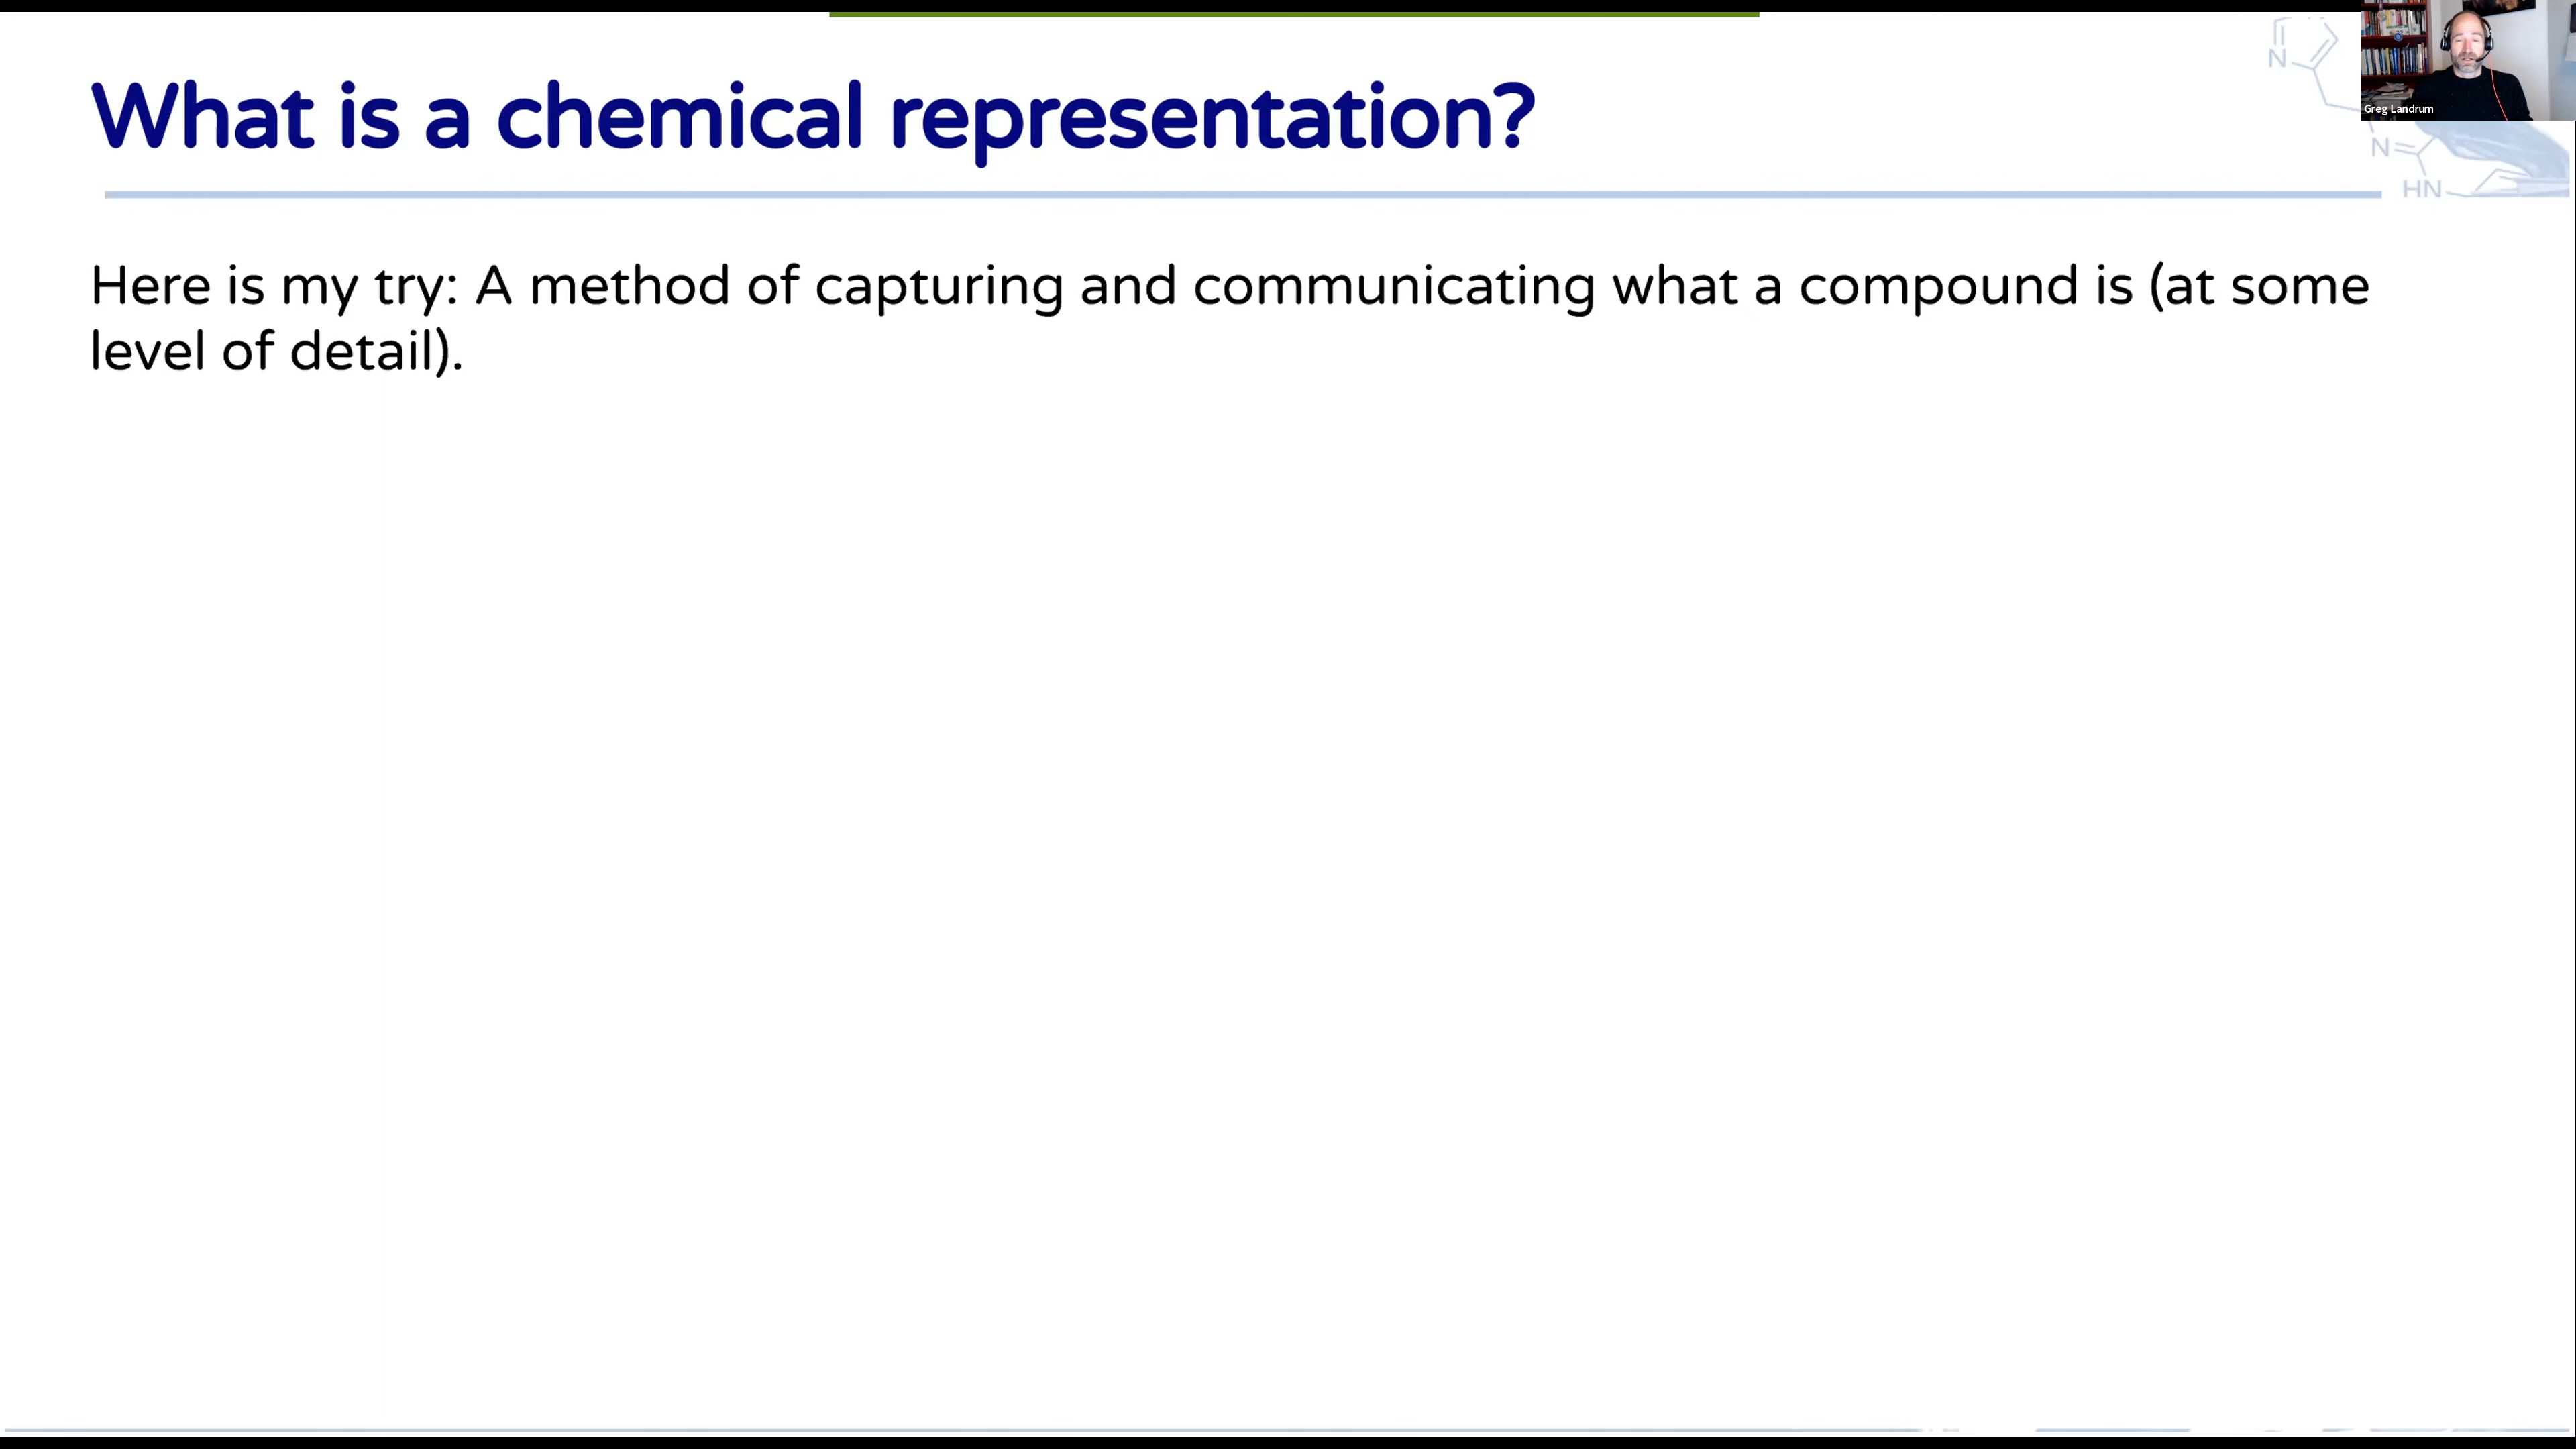 What is a chemical representation?
N
Greg Landrum
N
HN
Here is my try: A method of capturing and communicating what a compound is (at some
level of detail).